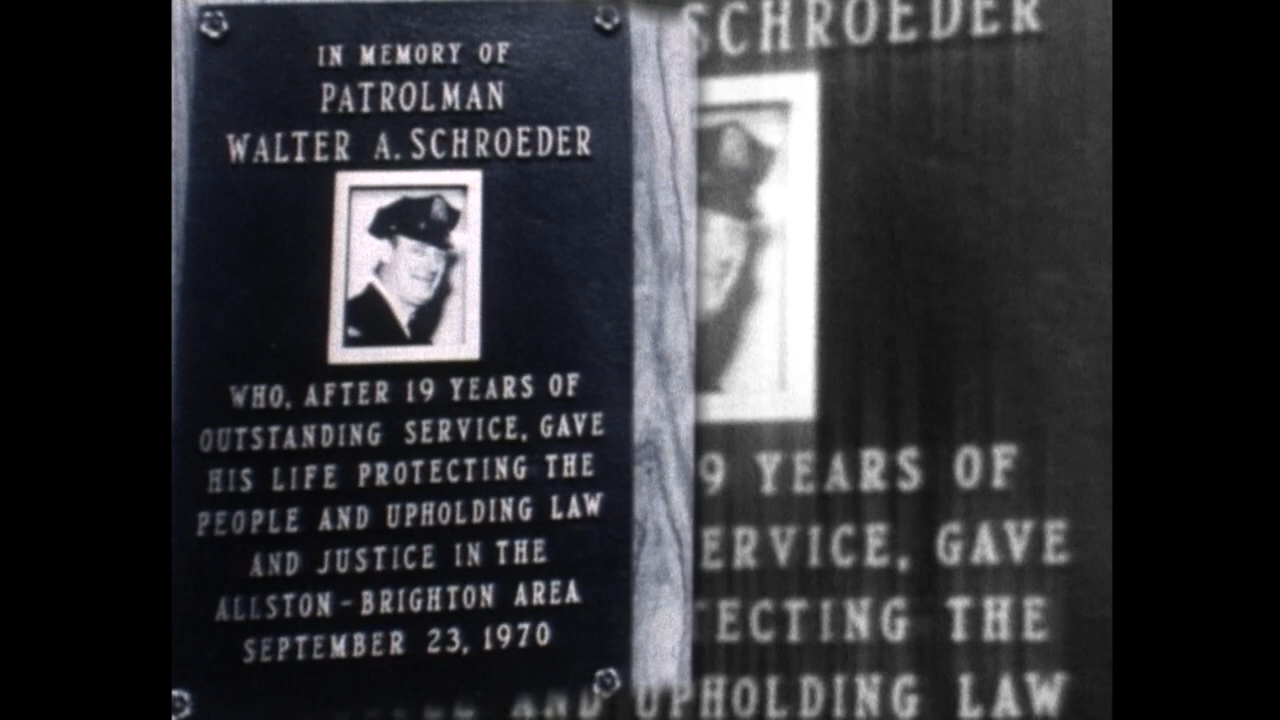 IN MEMORY OF
PATROLMAN
WALTER A. SCHROEDER
WHO, AFTER 19 YEARS OF
OUTSTANDING SERVICE, GAVE
HIS LIFE PROTECTING THE
PEOPLE AND UPHOLDING LAW
AND JUSTICE IN THE
ALLSTON-BRIGHTON AREA
SEPTEMBER 23, 1970
SCHROEDER
9 YEARS OF
ERVICE, GAVE
TECTING THE
AND UPHOLDING LAW